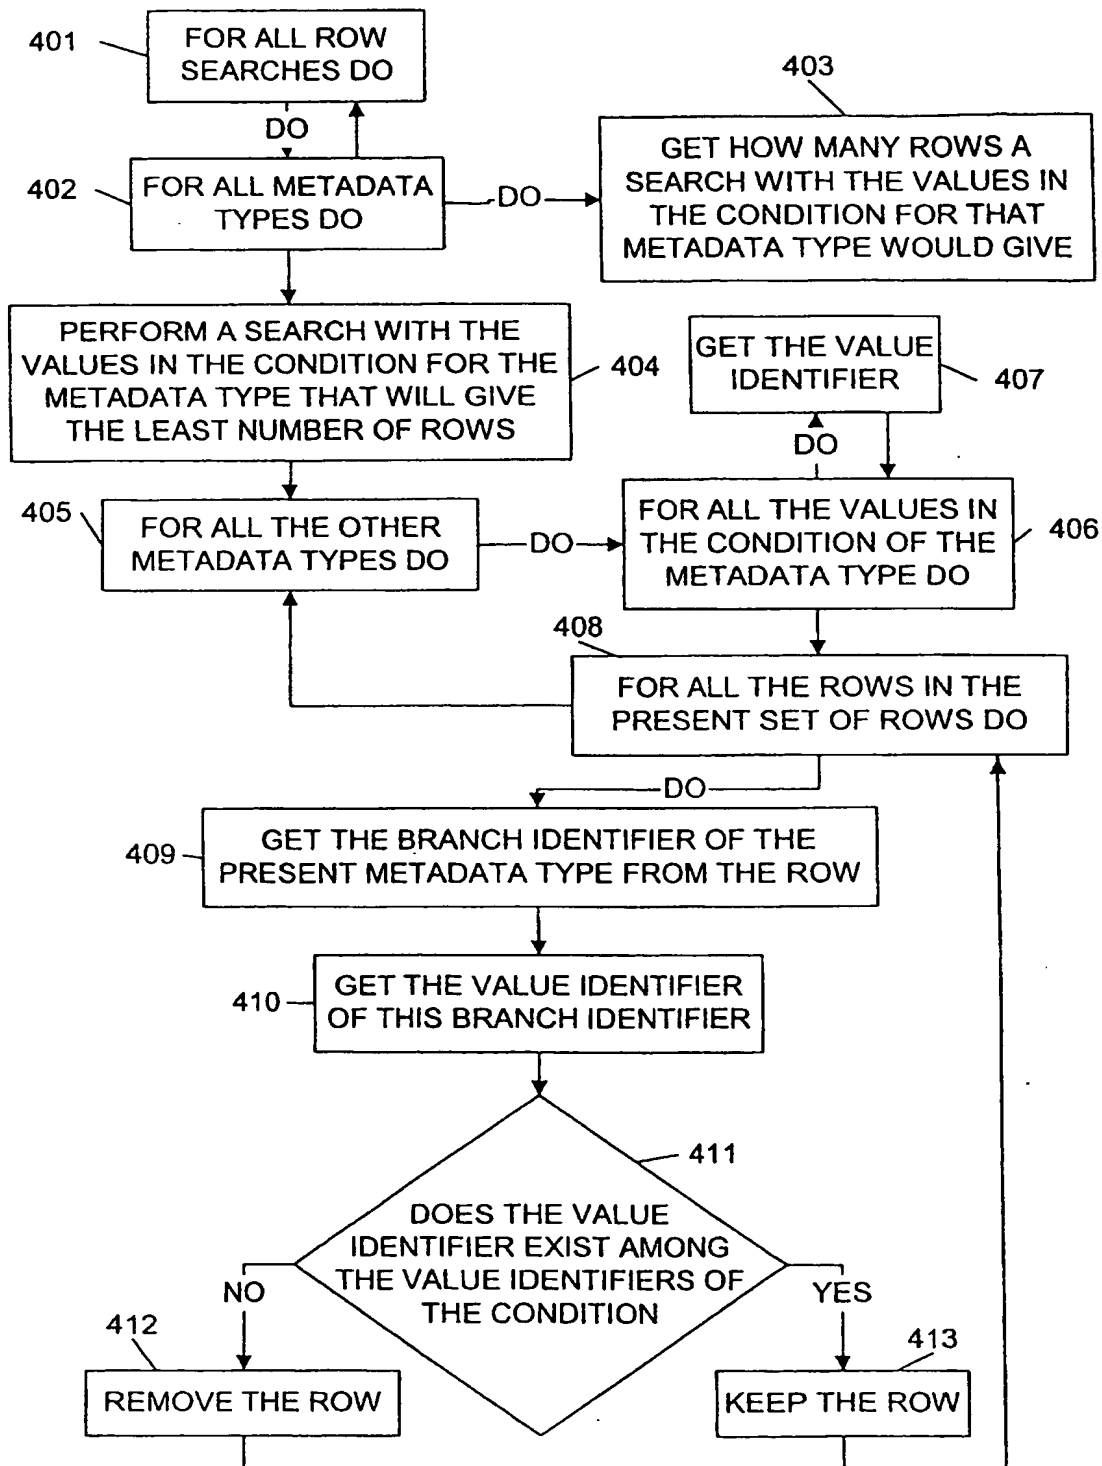 401
FOR ALL ROW
SEARCHES DO
DO
402
FOR ALL METADATA
TYPES DO
DO
403
GET HOW MANY ROWS A
SEARCH WITH THE VALUES IN
THE CONDITION FOR THAT
METADATA TYPE WOULD GIVE
PERFORM A SEARCH WITH THE
VALUES IN THE CONDITION FOR THE
METADATA TYPE THAT WILL GIVE
THE LEAST NUMBER OF ROWS
404
GET THE VALUE
IDENTIFIER
407
DO
405
FOR ALL THE OTHER
METADATA TYPES DO
DO
FOR ALL THE VALUES IN
THE CONDITION OF THE
METADATA TYPE DO
406
408
FOR ALL THE ROWS IN THE
PRESENT SET OF ROWS DO
DO
409
GET THE BRANCH IDENTIFIER OF THE
PRESENT METADATA TYPE FROM THE ROW
410
GET THE VALUE IDENTIFIER
OF THIS BRANCH IDENTIFIER
411
DOES THE VALUE
IDENTIFIER EXIST AMONG
THE VALUE IDENTIFIERS OF
THE CONDITION
NO
YES
412
REMOVE THE ROW
413
KEEP THE ROW